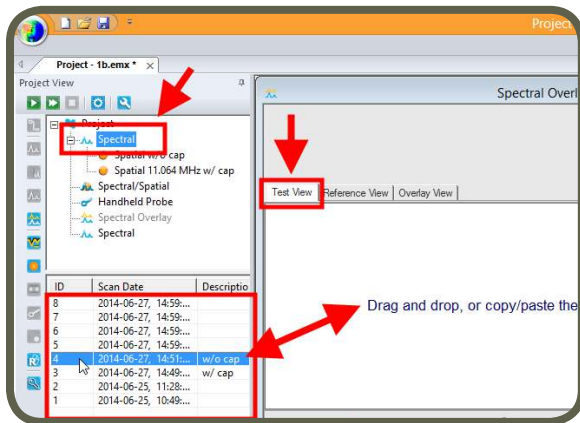 Project
Project - 1b.emx *
Project View
Spectral Overl
Project
Spectral
Spatial w/o cap
Spatial 11.064 MHz w/ cap
Spectral/Spatial
Handheld Probe
Spectral Overlay
Spectral
Test View Reference View Overlay View
ID Scan Date Descriptio
8 2014-06-27, 14:59:...
7 2014-06-27, 14:59:...
6 2014-06-27, 14:59:...
5 2014-06-27, 14:59:...
4 2014-06-27, 14:51:... w/o cap
3 2014-06-27, 14:49:... w/ cap
2 2014-06-25, 11:28:...
1 2014-06-25, 10:49:...
Drag and drop, or copy/paste the